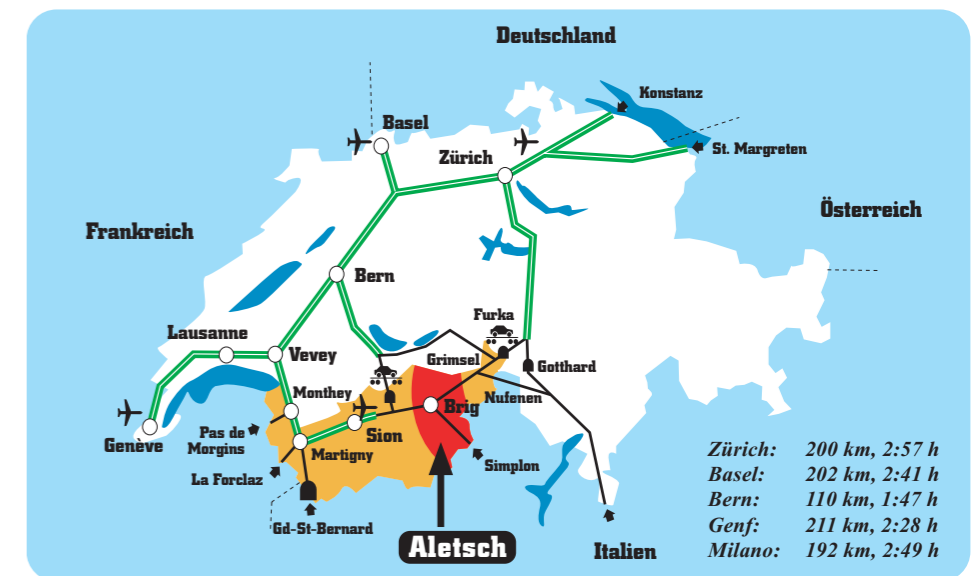 Deutschland
Konstanz
Basel
St. Margreten
Zürich
Österreich
Frankreich
Bern
Furka
Lausanne
Vevey
Grimsel
Gotthard
Monthey
Nufenen
Brig
Genève
Pas de
Morgins
Sion
Martigny
Simplon
La Forclaz
Gd-St-Bernard
Aletsch
Italien
Zürich: 200 km, 2:57 h
Basel: 202 km, 2:41 h
Bern: 110 km, 1:47 h
Genf: 211 km, 2:28 h
Milano: 192 km, 2:49 h